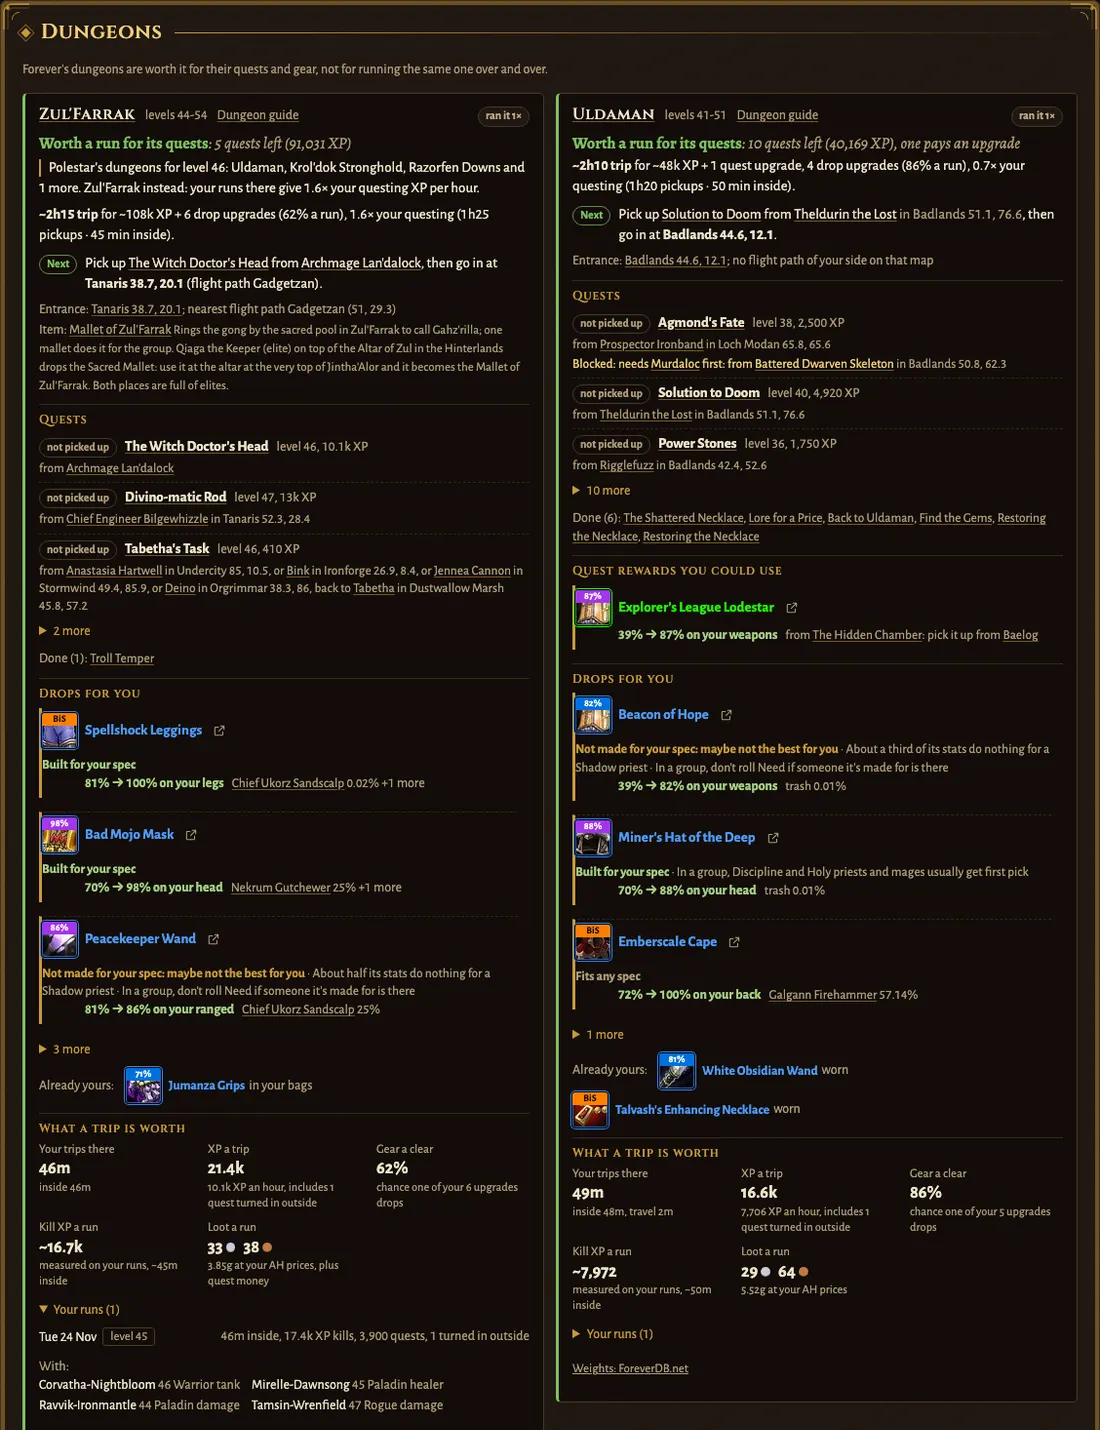 Dungeons
Forever's dungeons are worth it for their quests and gear, not for running the same one over and over.
Zul'Farrak levels 44-54 Dungeon guide ran it 1×
Worth a run for its quests: 5 quests left (91,031 XP)
Polestar's dungeons for level 46: Uldaman, Krol'dok Stronghold, Razorfen Downs and
1 more. Zul'Farrak instead: your runs there give 1.6× your questing XP per hour.
~2h15 trip for ~108k XP + 6 drop upgrades (62% a run), 1.6× your questing (1h25
pickups · 45 min inside).
Next Pick up The Witch Doctor's Head from Archmage Lan'dalock, then go in at
Tanaris 38.7, 20.1 (flight path Gadgetzan).
Entrance: Tanaris 38.7, 20.1; nearest flight path Gadgetzan (51, 29.3)
Item: Mallet of Zul'Farrak Rings the gong by the sacred pool in Zul'Farrak to call Gahz'rilla; one
mallet does it for the group. Qiaga the Keeper (elite) on top of the Altar of Zul in the Hinterlands
drops the Sacred Mallet: use it at the altar at the very top of Jintha'Alor and it becomes the Mallet of
Zul'Farrak. Both places are full of elites.
Quests
not picked up The Witch Doctor's Head level 46, 10.1k XP
from Archmage Lan'dalock
not picked up Divino-matic Rod level 47, 13k XP
from Chief Engineer Bilgewhizzle in Tanaris 52.3, 28.4
not picked up Tabetha's Task level 46, 410 XP
from Anastasia Hartwell in Undercity 85, 10.5, or Bink in Ironforge 26.9, 8.4, or Jennea Cannon in
Stormwind 49.4, 85.9, or Deino in Orgrimmar 38.3, 86, back to Tabetha in Dustwallow Marsh
45.8, 57.2
2 more
Done (1): Troll Temper
Drops for you
BiS Spellshock Leggings
Built for your spec
81% → 100% on your legs Chief Ukorz Sandscalp 0.02% +1 more
98% Bad Mojo Mask
Built for your spec
70% → 98% on your head Nekrum Gutchewer 25% +1 more
86% Peacekeeper Wand
Not made for your spec: maybe not the best for you · About half its stats do nothing for a
Shadow priest · In a group, don't roll Need if someone it's made for is there
81% → 86% on your ranged Chief Ukorz Sandscalp 25%
3 more
Already yours: 71% Jumanza Grips in your bags
What a trip is worth
Your trips there XP a trip Gear a clear
46m 21.4k 62%
inside 46m 10.1k XP an hour, includes 1 chance one of your 6 upgrades
quest turned in outside drops
Kill XP a run Loot a run
~16.7k 33 38
measured on your runs, ~45m 3.85g at your AH prices, plus
inside quest money
Your runs (1)
Tue 24 Nov level 45 46m inside, 17.4k XP kills, 3,900 quests, 1 turned in outside
With:
Corvatha-Nightbloom 46 Warrior tank Mirelle-Dawnsong 45 Paladin healer
Ravvik-Ironmantle 44 Paladin damage Tamsin-Wrenfield 47 Rogue damage
Uldaman levels 41-51 Dungeon guide ran it 1×
Worth a run for its quests: 10 quests left (40,169 XP), one pays an upgrade
~2h10 trip for ~48k XP + 1 quest upgrade, 4 drop upgrades (86% a run), 0.7× your
questing (1h20 pickups · 50 min inside).
Next Pick up Solution to Doom from Theldurin the Lost in Badlands 51.1, 76.6, then
go in at Badlands 44.6, 12.1.
Entrance: Badlands 44.6, 12.1; no flight path of your side on that map
Quests
not picked up Agmond's Fate level 38, 2,500 XP
from Prospector Ironband in Loch Modan 65.8, 65.6
Blocked: needs Murdaloc first: from Battered Dwarven Skeleton in Badlands 50.8, 62.3
not picked up Solution to Doom level 40, 4,920 XP
from Theldurin the Lost in Badlands 51.1, 76.6
not picked up Power Stones level 36, 1,750 XP
from Rigglefuzz in Badlands 42.4, 52.6
10 more
Done (6): The Shattered Necklace, Lore for a Price, Back to Uldaman, Find the Gems, Restoring
the Necklace, Restoring the Necklace
Quest rewards you could use
87% Explorer's League Lodestar
39% → 87% on your weapons from The Hidden Chamber: pick it up from Baelog
Drops for you
82% Beacon of Hope
Not made for your spec: maybe not the best for you · About a third of its stats do nothing for a
Shadow priest · In a group, don't roll Need if someone it's made for is there
39% → 82% on your weapons trash 0.01%
88% Miner's Hat of the Deep
Built for your spec · In a group, Discipline and Holy priests and mages usually get first pick
70% → 88% on your head trash 0.01%
BiS Emberscale Cape
Fits any spec
72% → 100% on your back Galgann Firehammer 57.14%
1 more
Already yours: 81% White Obsidian Wand worn
BiS Talvash's Enhancing Necklace worn
What a trip is worth
Your trips there XP a trip Gear a clear
49m 16.6k 86%
inside 48m, travel 2m 7,706 XP an hour, includes 1 chance one of your 5 upgrades
quest turned in outside drops
Kill XP a run Loot a run
~7,972 29 64
measured on your runs, ~50m 5.52g at your AH prices
inside
Your runs (1)
Weights: ForeverDB.net